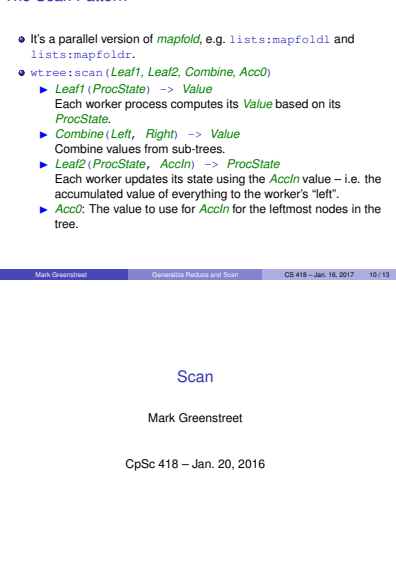 The Scan Pattern
It's a parallel version of mapfold, e.g. lists:mapfoldl and
lists:mapfoldr.
wtree:scan(Leaf1, Leaf2, Combine, Acc0)
Leaf1(ProcState) -> Value
Each worker process computes its Value based on its
ProcState.
Combine(Left, Right) -> Value
Combine values from sub-trees.
Leaf2(ProcState, AccIn) -> ProcState
Each worker updates its state using the AccIn value – i.e. the
accumulated value of everything to the worker's "left".
Acc0: The value to use for AccIn for the leftmost nodes in the
tree.
Mark Greenstreet Generalize Reduce and Scan CS 418 – Jan. 16, 2017 10 / 13
Scan
Mark Greenstreet
CpSc 418 – Jan. 20, 2016